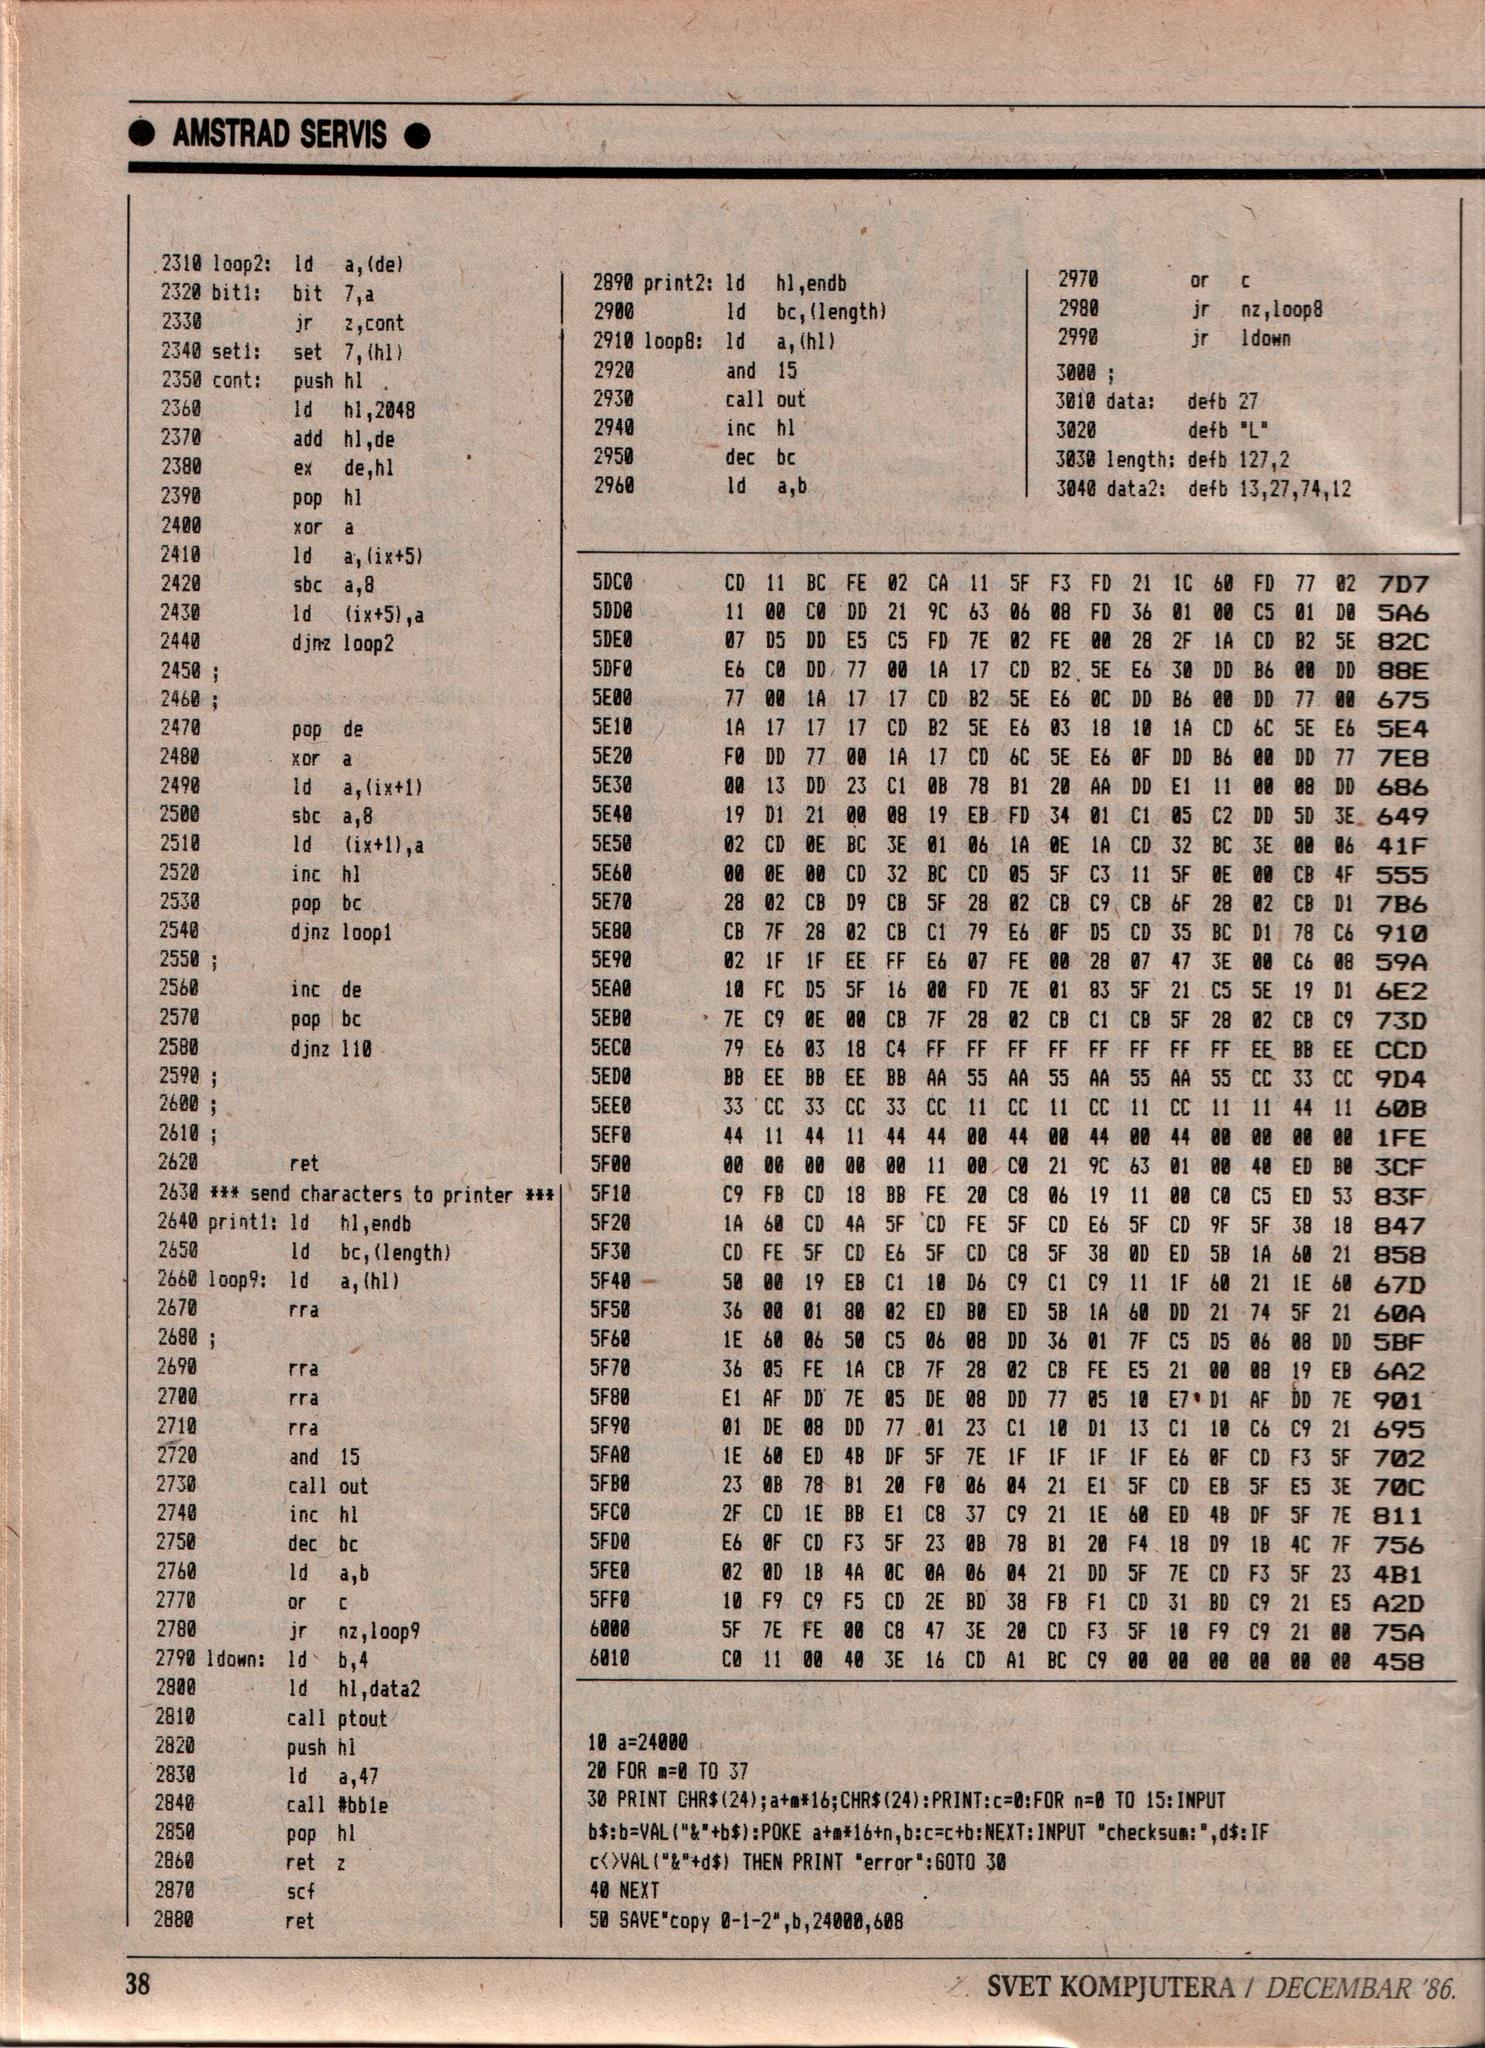 ● AMSTRAD SERVIS ●
2310 loop2: ld a,(de)
2320 bit1: bit 7,a
2330 jr z,cont
2340 set1: set 7,(hl)
2350 cont: push hl
2360 ld hl,2048
2370 add hl,de
2380 ex de,hl
2390 pop hl
2400 xor a
2410 ld a,(ix+5)
2420 sbc a,8
2430 ld (ix+5),a
2440 djnz loop2
2450 ;
2460 ;
2470 pop de
2480 xor a
2490 ld a,(ix+1)
2500 sbc a,8
2510 ld (ix+1),a
2520 inc hl
2530 pop bc
2540 djnz loop1
2550 ;
2560 inc de
2570 pop bc
2580 djnz l10
2590 ;
2600 ;
2610 ;
2620 ret
2630 *** send characters to printer ***
2640 print1: ld hl,endb
2650 ld bc,(length)
2660 loop9: ld a,(hl)
2670 rra
2680 ;
2690 rra
2700 rra
2710 rra
2720 and 15
2730 call out
2740 inc hl
2750 dec bc
2760 ld a,b
2770 or c
2780 jr nz,loop9
2790 ldown: ld b,4
2800 ld hl,data2
2810 call ptout
2820 push hl
2830 ld a,47
2840 call #bb1e
2850 pop hl
2860 ret z
2870 scf
2880 ret
2890 print2: ld hl,endb
2900 ld bc,(length)
2910 loop8: ld a,(hl)
2920 and 15
2930 call out
2940 inc hl
2950 dec bc
2960 ld a,b
2970 or c
2980 jr nz,loop8
2990 jr ldown
3000 ;
3010 data: defb 27
3020 defb "L"
3030 length: defb 127,2
3040 data2: defb 13,27,74,12
5DC0 CD 11 BC FE 02 CA 11 5F F3 FD 21 1C 60 FD 77 02 7D7
5DD0 11 00 C0 DD 21 9C 63 06 08 FD 36 01 00 C5 01 D0 5A6
5DE0 07 D5 DD E5 C5 FD 7E 02 FE 00 28 2F 1A CD B2 5E 82C
5DF0 E6 C0 DD 77 00 1A 17 CD B2 5E E6 30 DD B6 00 DD 88E
5E00 77 00 1A 17 17 CD B2 5E E6 0C DD B6 00 DD 77 00 675
5E10 1A 17 17 17 CD B2 5E E6 03 18 10 1A CD 6C 5E E6 5E4
5E20 F0 DD 77 00 1A 17 CD 6C 5E E6 0F DD B6 00 DD 77 7E8
5E30 00 13 DD 23 C1 0B 78 B1 20 AA DD E1 11 00 08 DD 686
5E40 19 D1 21 00 08 19 EB FD 34 01 C1 05 C2 DD 5D 3E 649
5E50 02 CD 0E BC 3E 01 06 1A 0E 1A CD 32 BC 3E 00 06 41F
5E60 00 0E 00 CD 32 BC CD 05 5F C3 11 5F 0E 00 CB 4F 555
5E70 28 02 CB D9 CB 5F 28 02 CB C9 CB 6F 28 02 CB D1 7B6
5E80 CB 7F 28 02 CB C1 79 E6 0F D5 CD 35 BC D1 78 C6 910
5E90 02 1F 1F EE FF E6 07 FE 00 28 07 47 3E 00 C6 08 59A
5EA0 10 FC D5 5F 16 00 FD 7E 01 83 5F 21 C5 5E 19 D1 6E2
5EB0 7E C9 0E 00 CB 7F 28 02 CB C1 CB 5F 28 02 CB C9 73D
5EC0 79 E6 03 18 C4 FF FF FF FF FF FF FF FF EE BB EE CCD
5ED0 BB EE BB EE BB AA 55 AA 55 AA 55 AA 55 CC 33 CC 9D4
5EE0 33 CC 33 CC 33 CC 11 CC 11 CC 11 CC 11 11 44 11 60B
5EF0 44 11 44 11 44 44 00 44 00 44 00 44 00 00 00 00 1FE
5F00 00 00 00 00 00 11 00 C0 21 9C 63 01 00 40 ED B0 3CF
5F10 C9 FB CD 18 BB FE 20 C8 06 19 11 00 C0 C5 ED 53 83F
5F20 1A 60 CD 4A 5F CD FE 5F CD E6 5F CD 9F 5F 38 18 847
5F30 CD FE 5F CD E6 5F CD C8 5F 38 0D ED 5B 1A 60 21 858
5F40 50 00 19 EB C1 10 D6 C9 C1 C9 11 1F 60 21 1E 60 67D
5F50 36 00 01 80 02 ED B0 ED 5B 1A 60 DD 21 74 5F 21 60A
5F60 1E 60 06 50 C5 06 08 DD 36 01 7F C5 D5 06 08 DD 5BF
5F70 36 05 FE 1A CB 7F 28 02 CB FE E5 21 00 08 19 EB 6A2
5F80 E1 AF DD 7E 05 DE 08 DD 77 05 10 E7 D1 AF DD 7E 901
5F90 01 DE 08 DD 77 01 23 C1 10 D1 13 C1 10 C6 C9 21 695
5FA0 1E 60 ED 4B DF 5F 7E 1F 1F 1F 1F E6 0F CD F3 5F 702
5FB0 23 0B 78 B1 20 F0 06 04 21 E1 5F CD EB 5F E5 3E 70C
5FC0 2F CD 1E BB E1 C8 37 C9 21 1E 60 ED 4B DF 5F 7E 811
5FD0 E6 0F CD F3 5F 23 0B 78 B1 20 F4 18 D9 1B 4C 7F 756
5FE0 02 0D 1B 4A 0C 0A 06 04 21 DD 5F 7E CD F3 5F 23 4B1
5FF0 10 F9 C9 F5 CD 2E BD 38 FB F1 CD 31 BD C9 21 E5 A2D
6000 5F 7E FE 00 C8 47 3E 20 CD F3 5F 10 F9 C9 21 00 75A
6010 C0 11 00 40 3E 16 CD A1 BC C9 00 00 00 00 00 00 458
10 a=24000
20 FOR m=0 TO 37
30 PRINT CHR$(24);a+m*16;CHR$(24):PRINT:c=0:FOR n=0 TO 15:INPUT
b$:b=VAL("&"+b$):POKE a+m*16+n,b:c=c+b:NEXT:INPUT "checksum:",d$:IF
c<>VAL("&"+d$) THEN PRINT "error":GOTO 30
40 NEXT
50 SAVE"copy 0-1-2",b,24000,608
38
SVET KOMPJUTERA / DECEMBAR '86.